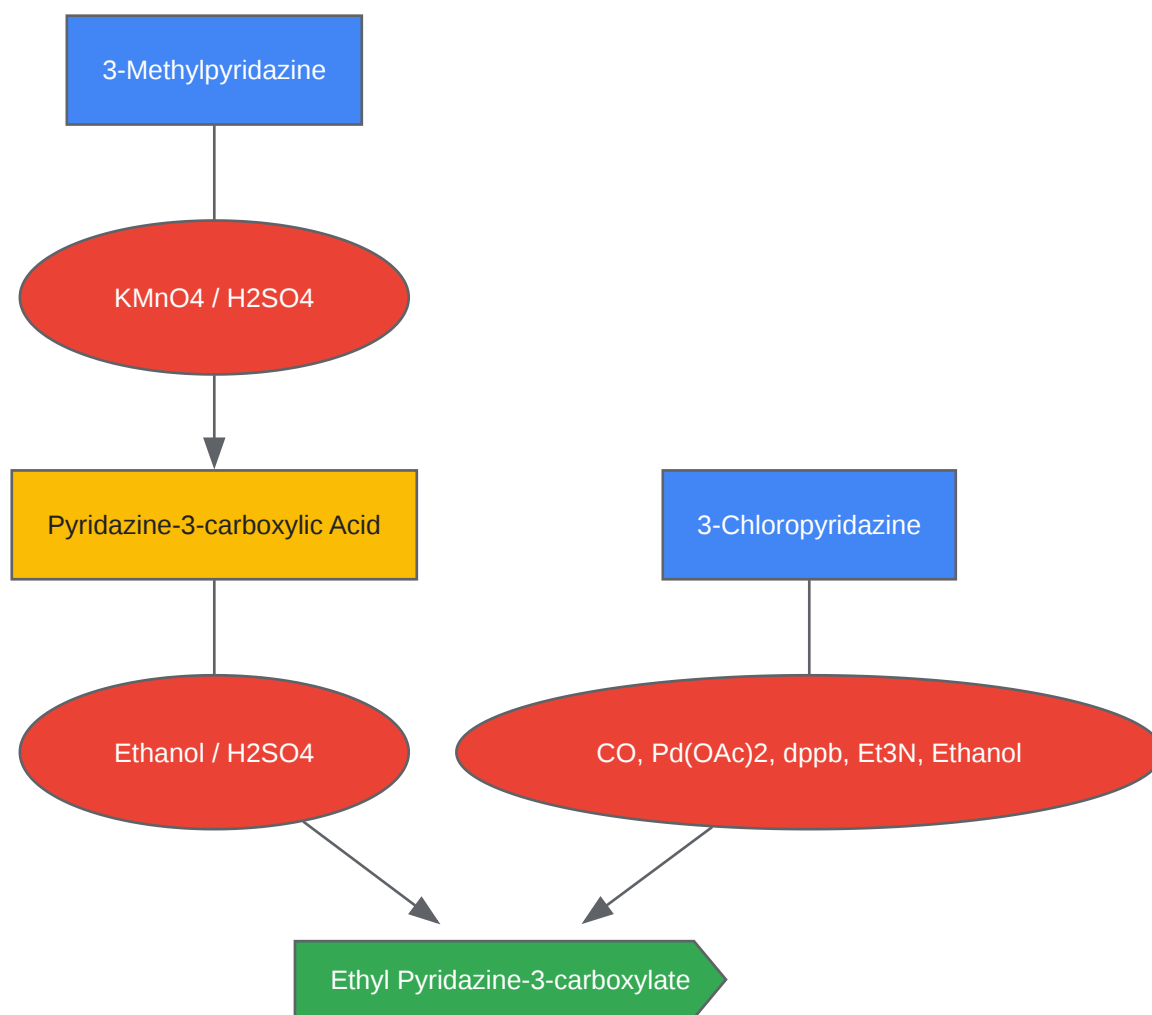 3-Methylpyridazine
KMnO4 / H2SO4
Pyridazine-3-carboxylic Acid
3-Chloropyridazine
Ethanol / H2SO4
CO, Pd(OAc)2, dppb, Et3N, Ethanol
Ethyl Pyridazine-3-carboxylate